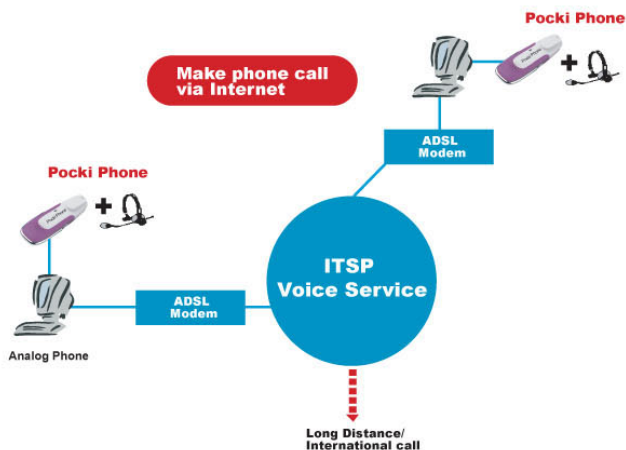 Pocki Phone
Make phone call
via Internet
ADSL
Modem
Pocki Phone
ITSP
Voice Service
ADSL
Modem
Analog Phone
Long Distance/
International call